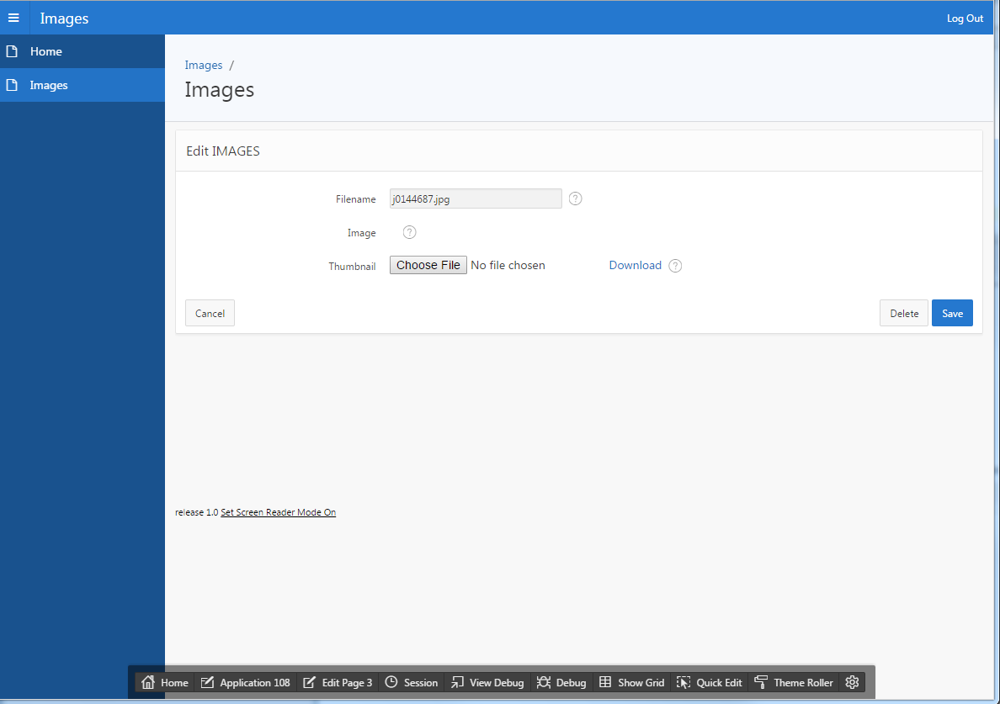 Images
Log Out
Home
Images
Images /
Images
Edit IMAGES
Filename j0144687.jpg ?
Image ?
Thumbnail Choose File No file chosen Download ?
Cancel Delete Save
release 1.0 Set Screen Reader Mode On
Home Application 108 Edit Page 3 Session View Debug Debug Show Grid Quick Edit Theme Roller